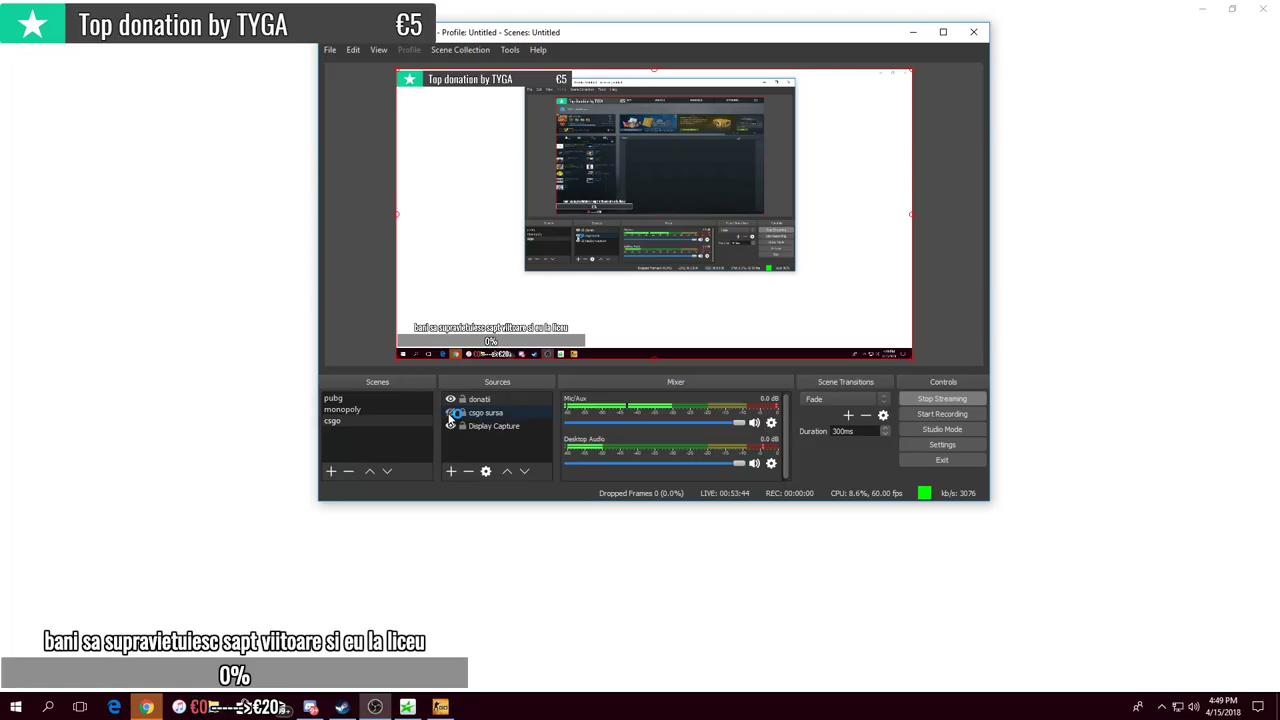 Top donation by TYGA €5
- Profile: Untitled - Scenes: Untitled
File Edit View Profile Scene Collection Tools Help
Top donation by TYGA €5
bani sa supravietuiesc sapt viitoare si eu la liceu
0%
Scenes
pubg
monopoly
csgo
Sources
donatii
csgo sursa
Display Capture
Mixer
Mic/Aux 0.0 dB
Desktop Audio 0.0 dB
Scene Transitions
Fade
Duration 300ms
Controls
Stop Streaming
Start Recording
Studio Mode
Settings
Exit
Dropped Frames 0 (0.0%) LIVE: 00:53:44 REC: 00:00:00 CPU: 8.6%, 60.00 fps kb/s: 3076
bani sa supravietuiesc sapt viitoare si eu la liceu
0%
4:49 PM
4/15/2018